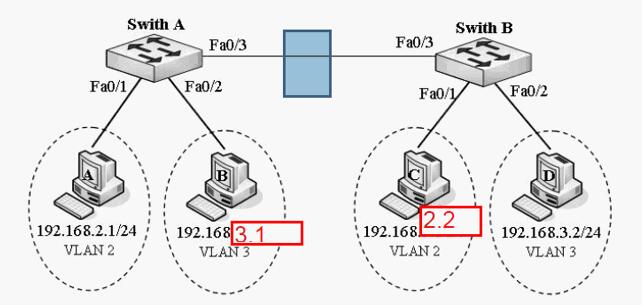 Swith A
Swith B
Fa0/3
Fa0/3
Fa0/1
Fa0/2
Fa0/1
Fa0/2
A
B
C
D
192.168.2.1/24
192.168 3.1
192.168. 2.2
192.168.3.2/24
VLAN 2
VLAN 3
VLAN 2
VLAN 3